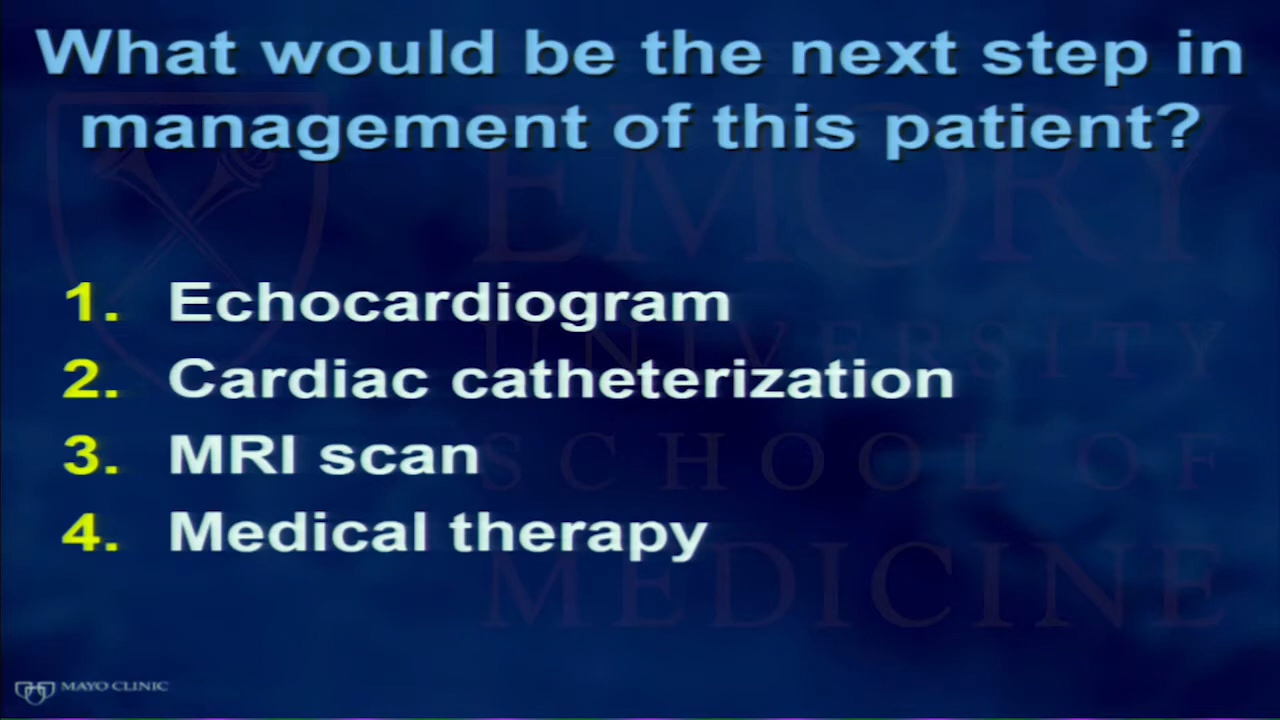 What would be the next step in
management of this patient?
EMORY
UNIVERSITY
SCHOOL OF
MEDICINE
1. Echocardiogram
2. Cardiac catheterization
3. MRI scan
4. Medical therapy
MAYO CLINIC